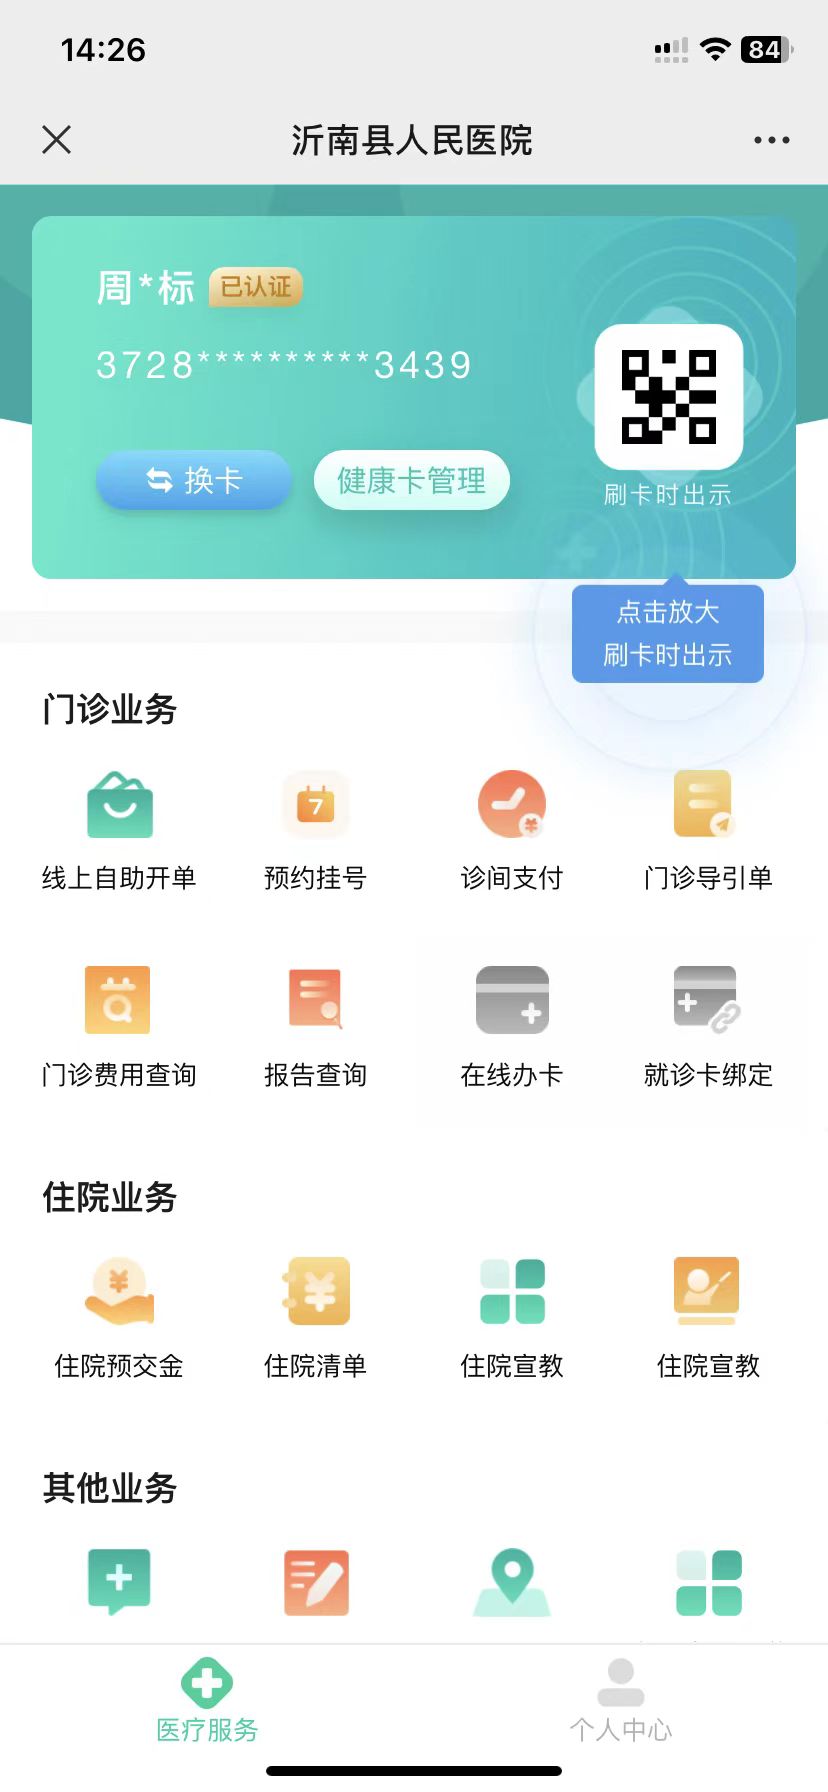 14:26
84
沂南县人民医院
周*标 已认证
3728**********3439
换卡 健康卡管理
刷卡时出示
点击放大
刷卡时出示
门诊业务
7
线上自助开单 预约挂号 诊间支付 门诊导引单
门诊费用查询 报告查询 在线办卡 就诊卡绑定
住院业务
住院预交金 住院清单 住院宣教 住院宣教
其他业务
医疗服务 个人中心